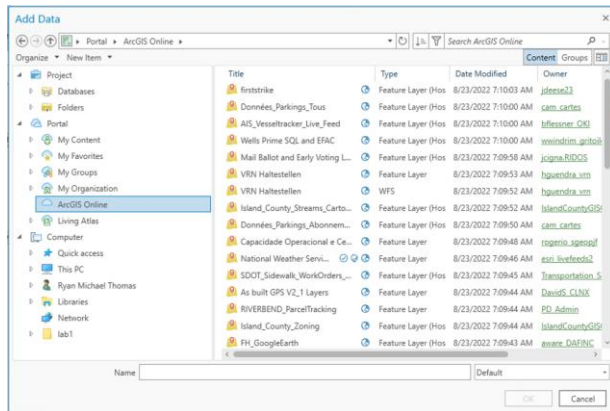 Add Data
Portal ArcGIS Online
Search ArcGIS Online
Organize New Item
Content Groups
Project
Databases
Folders
Portal
My Content
My Favorites
My Groups
My Organization
ArcGIS Online
Living Atlas
Computer
Quick access
This PC
Ryan Michael Thomas
Libraries
Network
lab1
Title Type Date Modified Owner
firststrike Feature Layer (Hos 8/23/2022 7:10:03 AM jdeese23
Données_Parkings_Tous Feature Layer (Hos 8/23/2022 7:10:00 AM cam_cartes
AIS_Vesseltracker_Live_Feed Feature Layer (Hos 8/23/2022 7:10:00 AM bflessner_OKI
Wells Prime SQL and EFAC Feature Layer (Hos 8/23/2022 7:10:00 AM
Mail Ballot and Early Voting L... Feature Layer (Hos 8/23/2022 7:09:58 AM jcigna.RIDOS
VRN Haltestellen Feature Layer 8/23/2022 7:09:53 AM hguendra_vrn
VRN Haltestellen WFS 8/23/2022 7:09:52 AM hguendra_vrn
Island_County_Streams_Carto... Feature Layer (Hos 8/23/2022 7:09:52 AM IslandCountyGIS
Données_Parkings_Abonnem... Feature Layer (Hos 8/23/2022 7:09:50 AM cam_cartes
Capacidade Operacional e Ce... Feature Layer 8/23/2022 7:09:48 AM rogerio_sgeopjf
National Weather Servi... Feature Layer 8/23/2022 7:09:46 AM esri_livefeeds2
SDOT_Sidewalk_WorkOrders_... Feature Layer (Hos 8/23/2022 7:09:45 AM Transportation S
As built GPS V2_1 Layers Feature Layer 8/23/2022 7:09:44 AM DavidS_CLNX
RIVERBEND_ParcelTracking Feature Layer 8/23/2022 7:09:44 AM PD_Admin
Island_County_Zoning Feature Layer (Hos 8/23/2022 7:09:44 AM IslandCountyGIS
FH_GoogleEarth Feature Layer (Hos 8/23/2022 7:09:43 AM aware_DAFINC
Name Default
OK Cancel